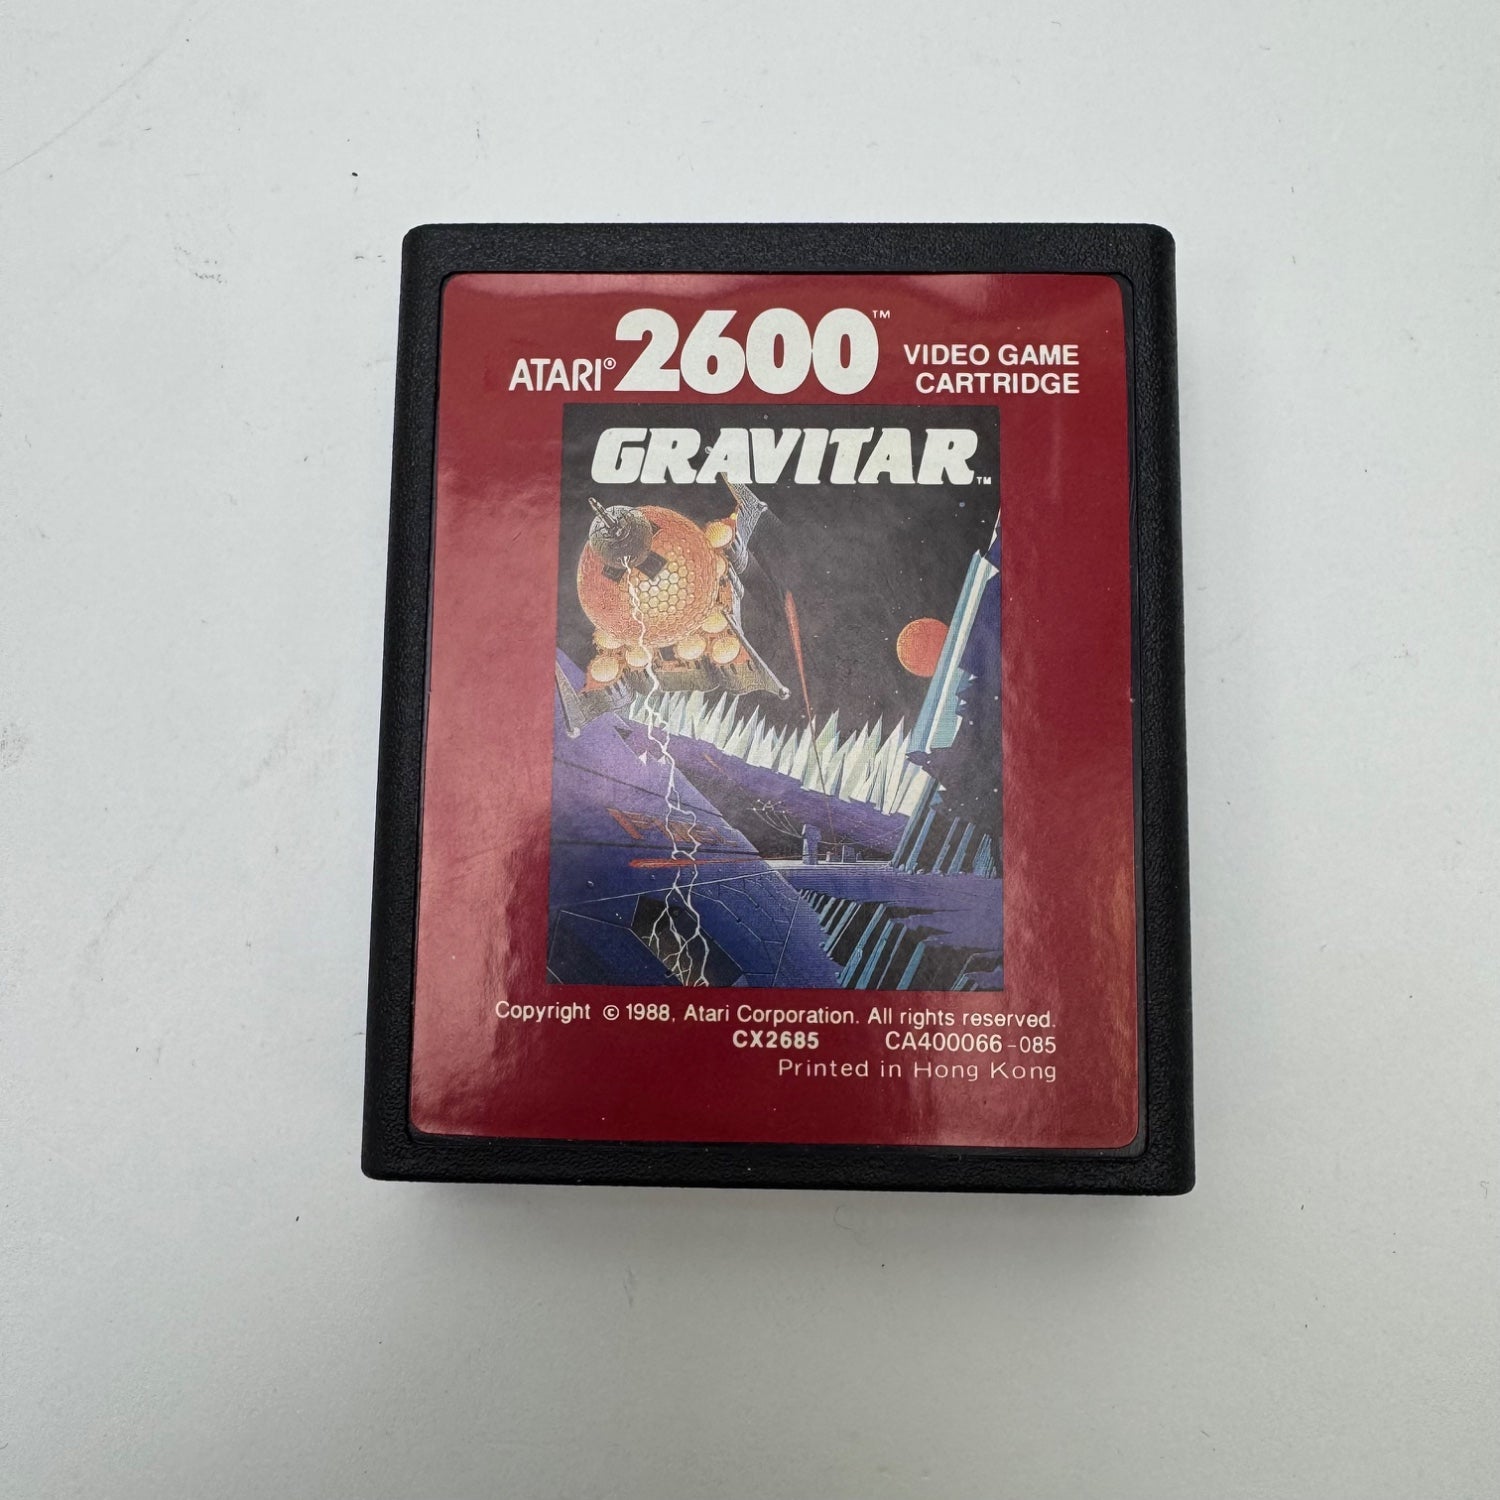 ATARI® 2600™ VIDEO GAME
CARTRIDGE
GRAVITAR™
Copyright © 1988, Atari Corporation. All rights reserved.
CX2685 CA400066-085
Printed in Hong Kong